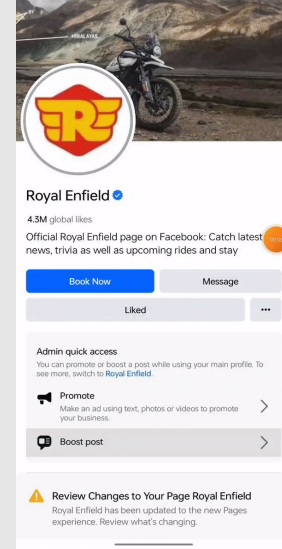 HIMALAYAN
RE
Royal Enfield
4.3M global likes
Official Royal Enfield page on Facebook: Catch latest
news, trivia as well as upcoming rides and stay
Book Now
Message
Liked
Admin quick access
You can promote or boost a post while using your main profile. To
see more, switch to Royal Enfield.
Promote
Make an ad using text, photos or videos to promote
your business.
Boost post
Review Changes to Your Page Royal Enfield
Royal Enfield has been updated to the new Pages
experience. Review what's changing.